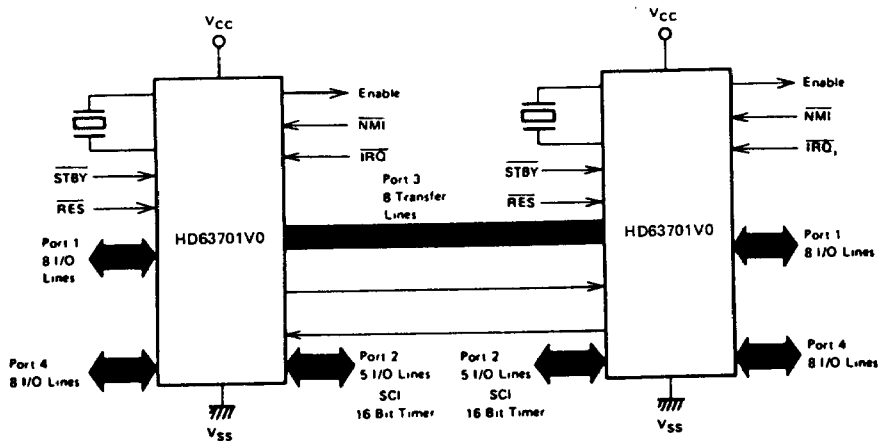 VCC
Enable
NMI
IRQ
STBY
RES
HD63701V0
Port 1
8 I/O
Lines
Port 4
8 I/O Lines
Port 2
5 I/O Lines
SCI
16 Bit Timer
VSS
Port 3
8 Transfer
Lines
VCC
Enable
NMI
IRQ,
STBY
RES
HD63701V0
Port 1
8 I/O Lines
Port 4
8 I/O Lines
Port 2
5 I/O Lines
SCI
16 Bit Timer
VSS